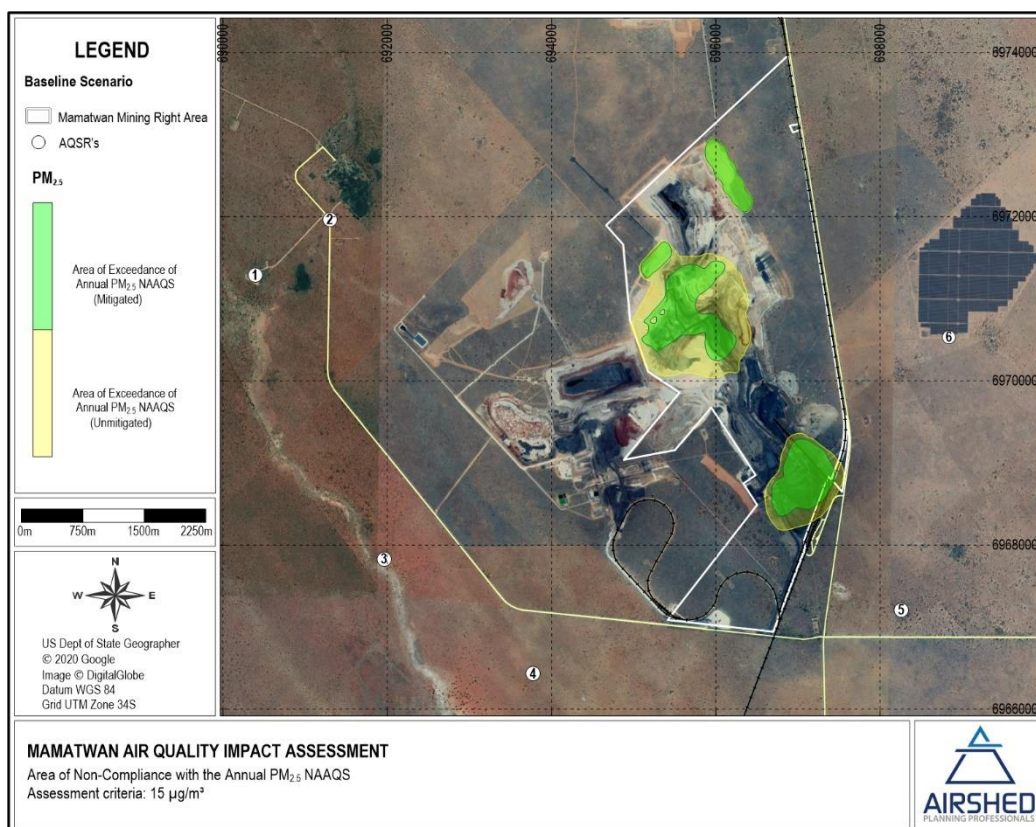 LEGEND
Baseline Scenario
Mamatwan Mining Right Area
AQSR's
PM2.5
Area of Exceedance of
Annual PM2.5 NAAQS
(Mitigated)
Area of Exceedance of
Annual PM2.5 NAAQS
(Unmitigated)
0m 750m 1500m 2250m
N
W E
S
US Dept of State Geographer
© 2020 Google
Image © DigitalGlobe
Datum WGS 84
Grid UTM Zone 34S
690000 692000 694000 696000 698000
6974000
6972000
6970000
6968000
6966000
1
2
3
4
5
6
MAMATWAN AIR QUALITY IMPACT ASSESSMENT
Area of Non-Compliance with the Annual PM2.5 NAAQS
Assessment criteria: 15 µg/m³
AIRSHED
PLANNING PROFESSIONALS